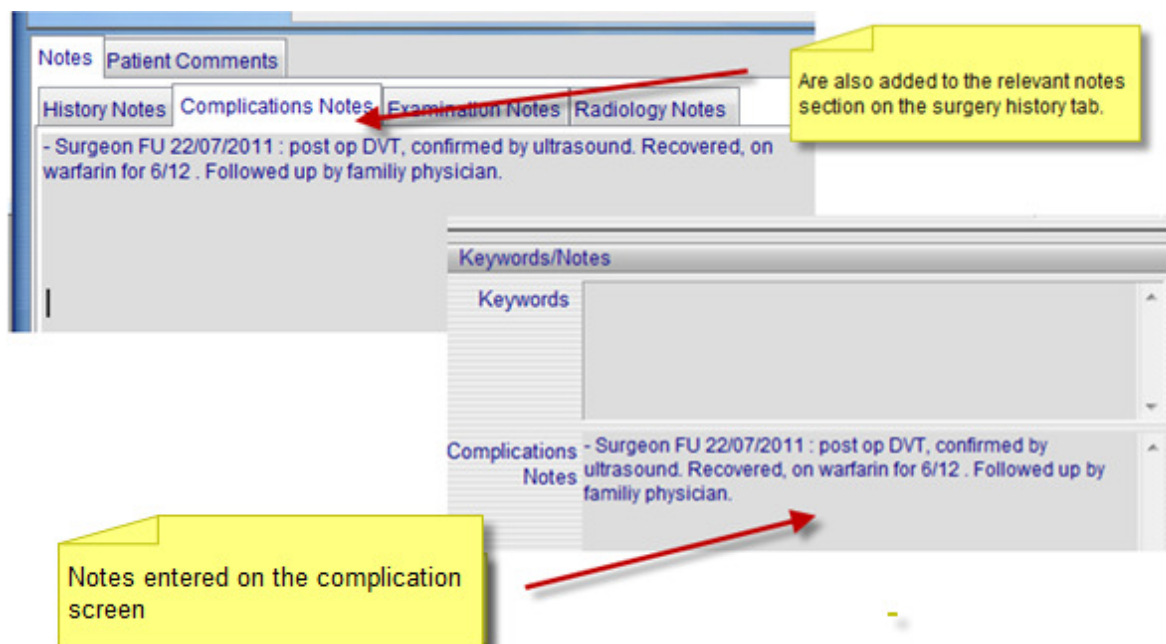 Notes Patient Comments
History Notes Complications Notes Examination Notes Radiology Notes
- Surgeon FU 22/07/2011 : post op DVT, confirmed by ultrasound. Recovered, on
warfarin for 6/12 . Followed up by familiy physician.
Are also added to the relevant notes
section on the surgery history tab.
Keywords/Notes
Keywords
Complications
Notes
- Surgeon FU 22/07/2011 : post op DVT, confirmed by
ultrasound. Recovered, on warfarin for 6/12 . Followed up by
familiy physician.
Notes entered on the complication
screen